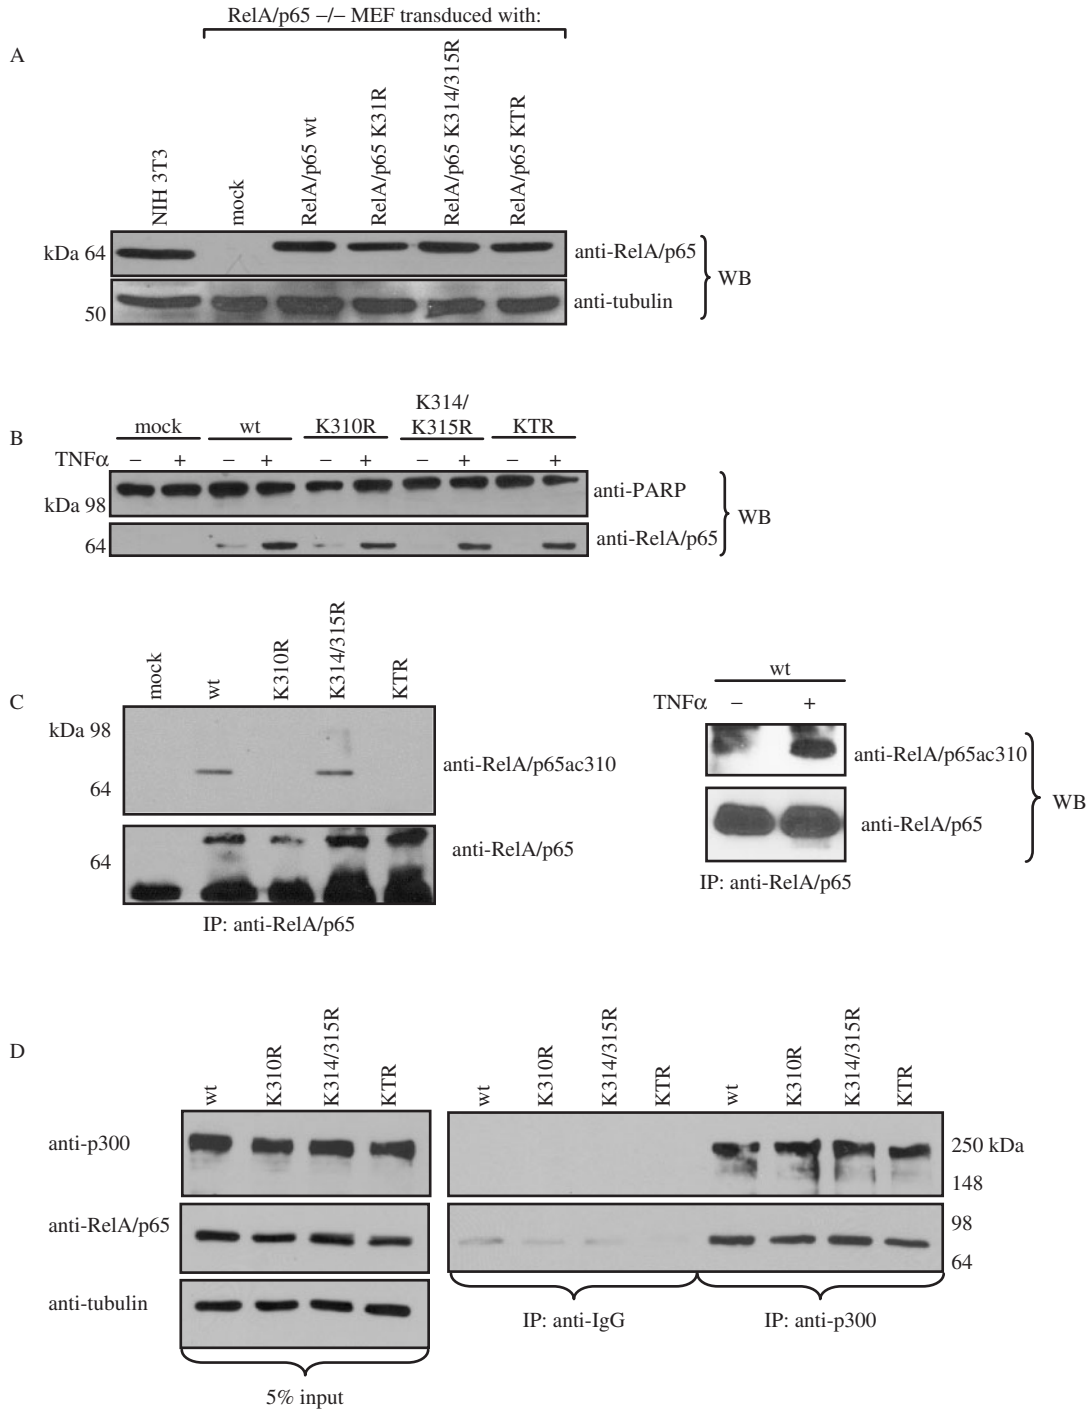 RelA/p65 −/− MEF transduced with:
A
NIH 3T3
mock
RelA/p65 wt
RelA/p65 K31R
RelA/p65 K314/315R
RelA/p65 KTR
kDa 64
anti-RelA/p65
50
anti-tubulin
WB
B
mock
wt
K310R
K314/
K315R
KTR
TNFα − + − + − + − + − +
kDa 98
anti-PARP
64
anti-RelA/p65
WB
C
mock
wt
K310R
K314/315R
KTR
kDa 98
64
anti-RelA/p65ac310
64
anti-RelA/p65
IP: anti-RelA/p65
wt
TNFα − +
anti-RelA/p65ac310
anti-RelA/p65
WB
IP: anti-RelA/p65
D
wt
K310R
K314/315R
KTR
wt
K310R
K314/315R
KTR
wt
K310R
K314/315R
KTR
anti-p300
250 kDa
148
anti-RelA/p65
98
64
anti-tubulin
IP: anti-IgG
IP: anti-p300
5% input